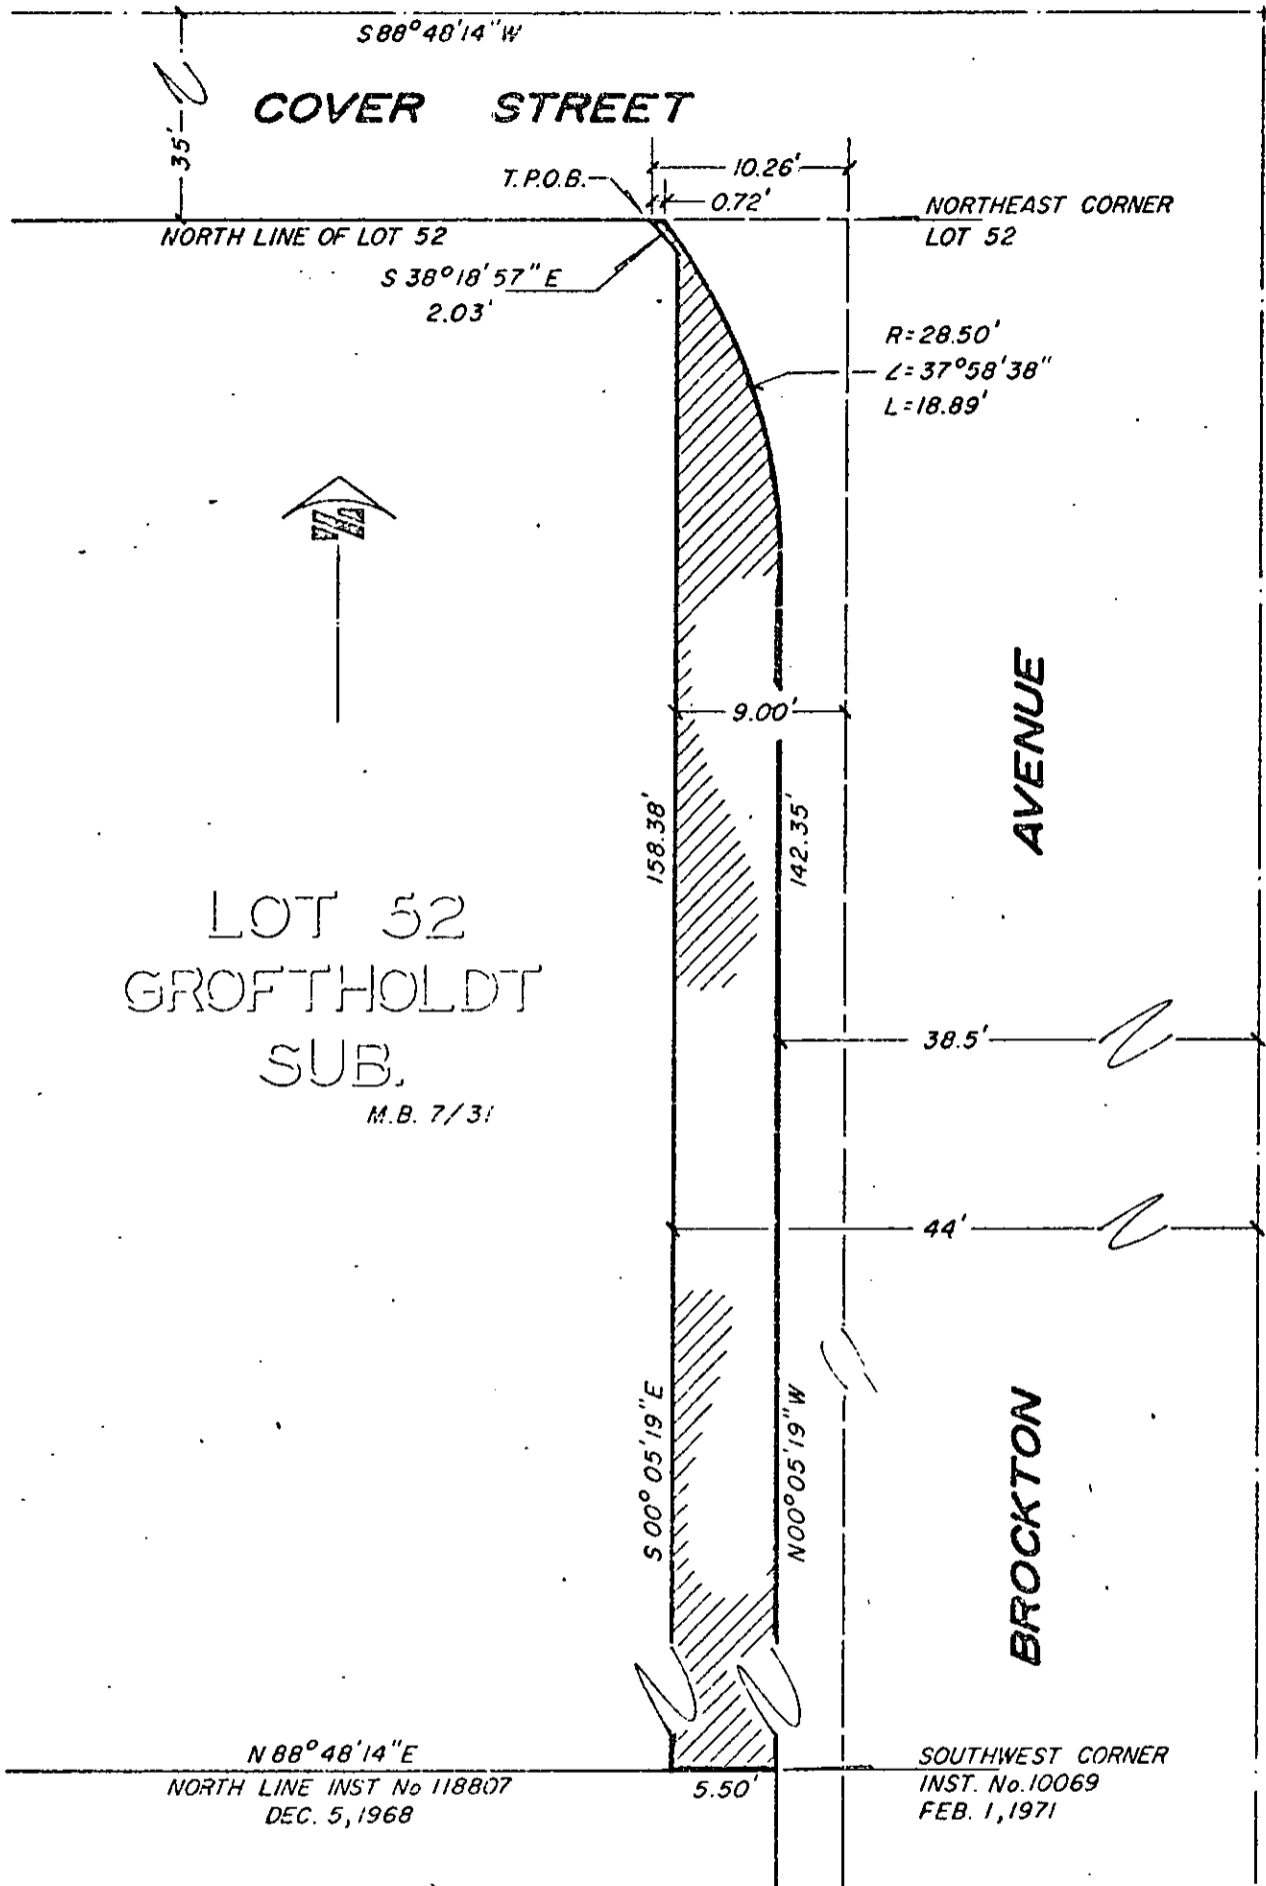 S 88°48'14" W
COVER STREET
35'
10.26'
T.P.O.B.
0.72'
NORTHEAST CORNER
LOT 52
NORTH LINE OF LOT 52
S 38°18'57" E
2.03'
R=28.50'
∠=37°58'38"
L=18.89'
9.00'
AVENUE
158.38'
142.35'
LOT 52
GROFTHOLDT
SUB.
M.B. 7/31
38.5'
44'
S 00°05'19" E
N00°05'19" W
BROCKTON
N 88°48'14" E
NORTH LINE INST No 118807
DEC. 5, 1968
5.50'
SOUTHWEST CORNER
INST. No. 10069
FEB. 1, 1971